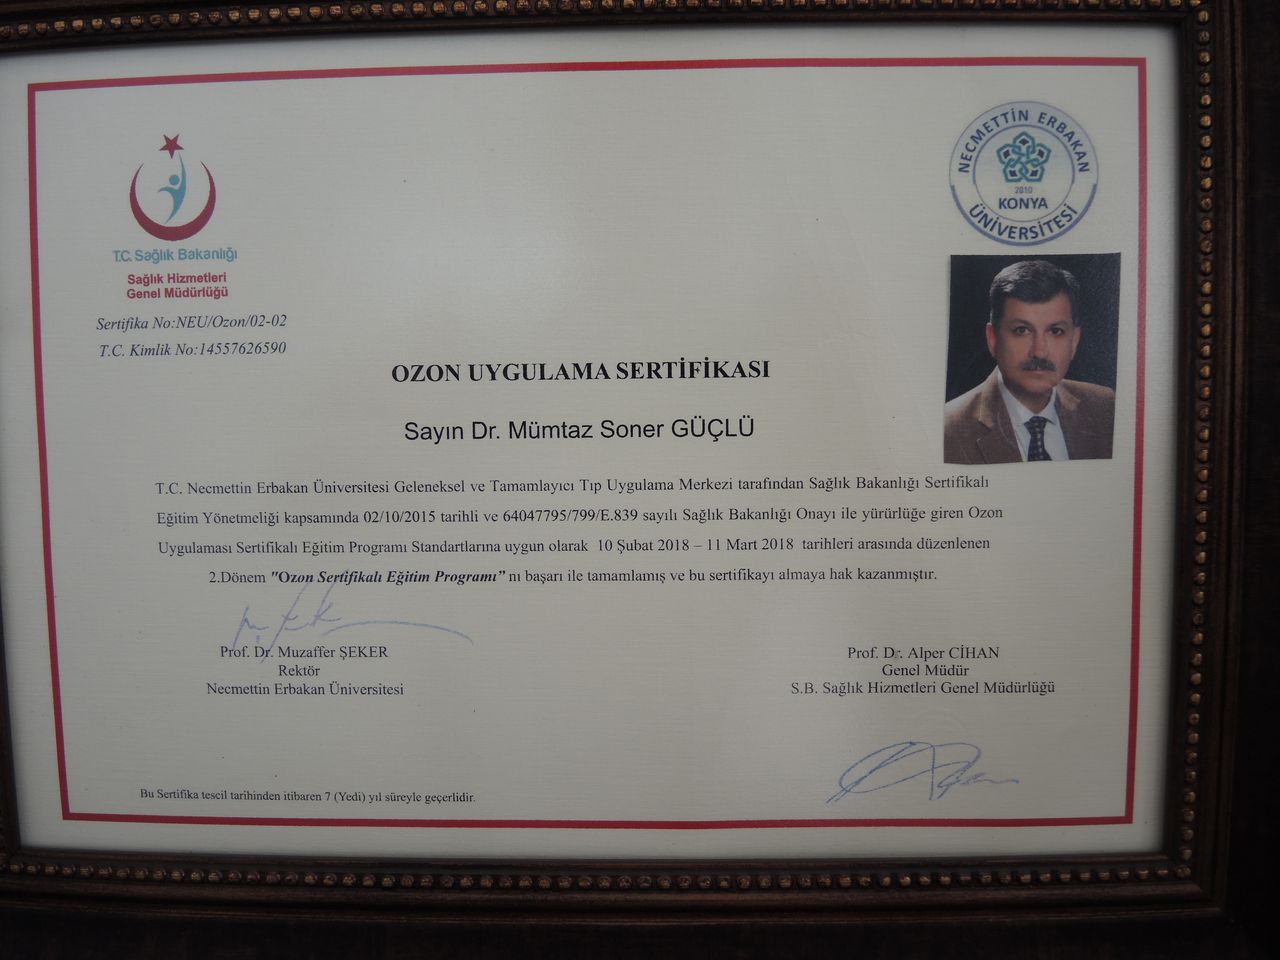 NECMETTİN ERBAKAN
2010
KONYA
ÜNİVERSİTESİ
T.C. Sağlık Bakanlığı
Sağlık Hizmetleri
Genel Müdürlüğü
Sertifika No:NEU/Ozon/02-02
T.C. Kimlik No:14557626590
OZON UYGULAMA SERTİFİKASI
Sayın Dr. Mümtaz Soner GÜÇLÜ
T.C. Necmettin Erbakan Üniversitesi Geleneksel ve Tamamlayıcı Tıp Uygulama Merkezi tarafından Sağlık Bakanlığı Sertifikalı
Eğitim Yönetmeliği kapsamında 02/10/2015 tarihli ve 64047795/799/E.839 sayılı Sağlık Bakanlığı Onayı ile yürürlüğe giren Ozon
Uygulaması Sertifikalı Eğitim Programı Standartlarına uygun olarak 10 Şubat 2018 – 11 Mart 2018 tarihleri arasında düzenlenen
2.Dönem "Ozon Sertifikalı Eğitim Programı” nı başarı ile tamamlamış ve bu sertifikayı almaya hak kazanmıştır.
Prof. Dr. Muzaffer ŞEKER
Rektör
Necmettin Erbakan Üniversitesi
Prof. Dr. Alper CİHAN
Genel Müdür
S.B. Sağlık Hizmetleri Genel Müdürlüğü
Bu Sertifika tescil tarihinden itibaren 7 (Yedi) yıl süreyle geçerlidir.